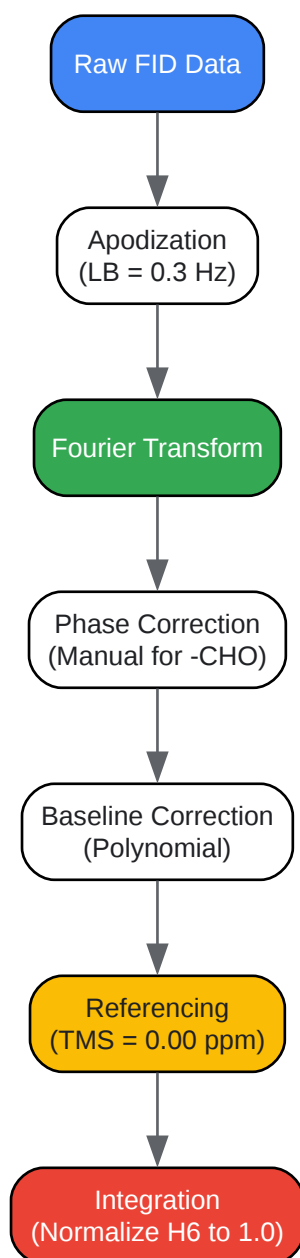 Raw FID Data
Apodization
(LB = 0.3 Hz)
Fourier Transform
Phase Correction
(Manual for -CHO)
Baseline Correction
(Polynomial)
Referencing
(TMS = 0.00 ppm)
Integration
(Normalize H6 to 1.0)